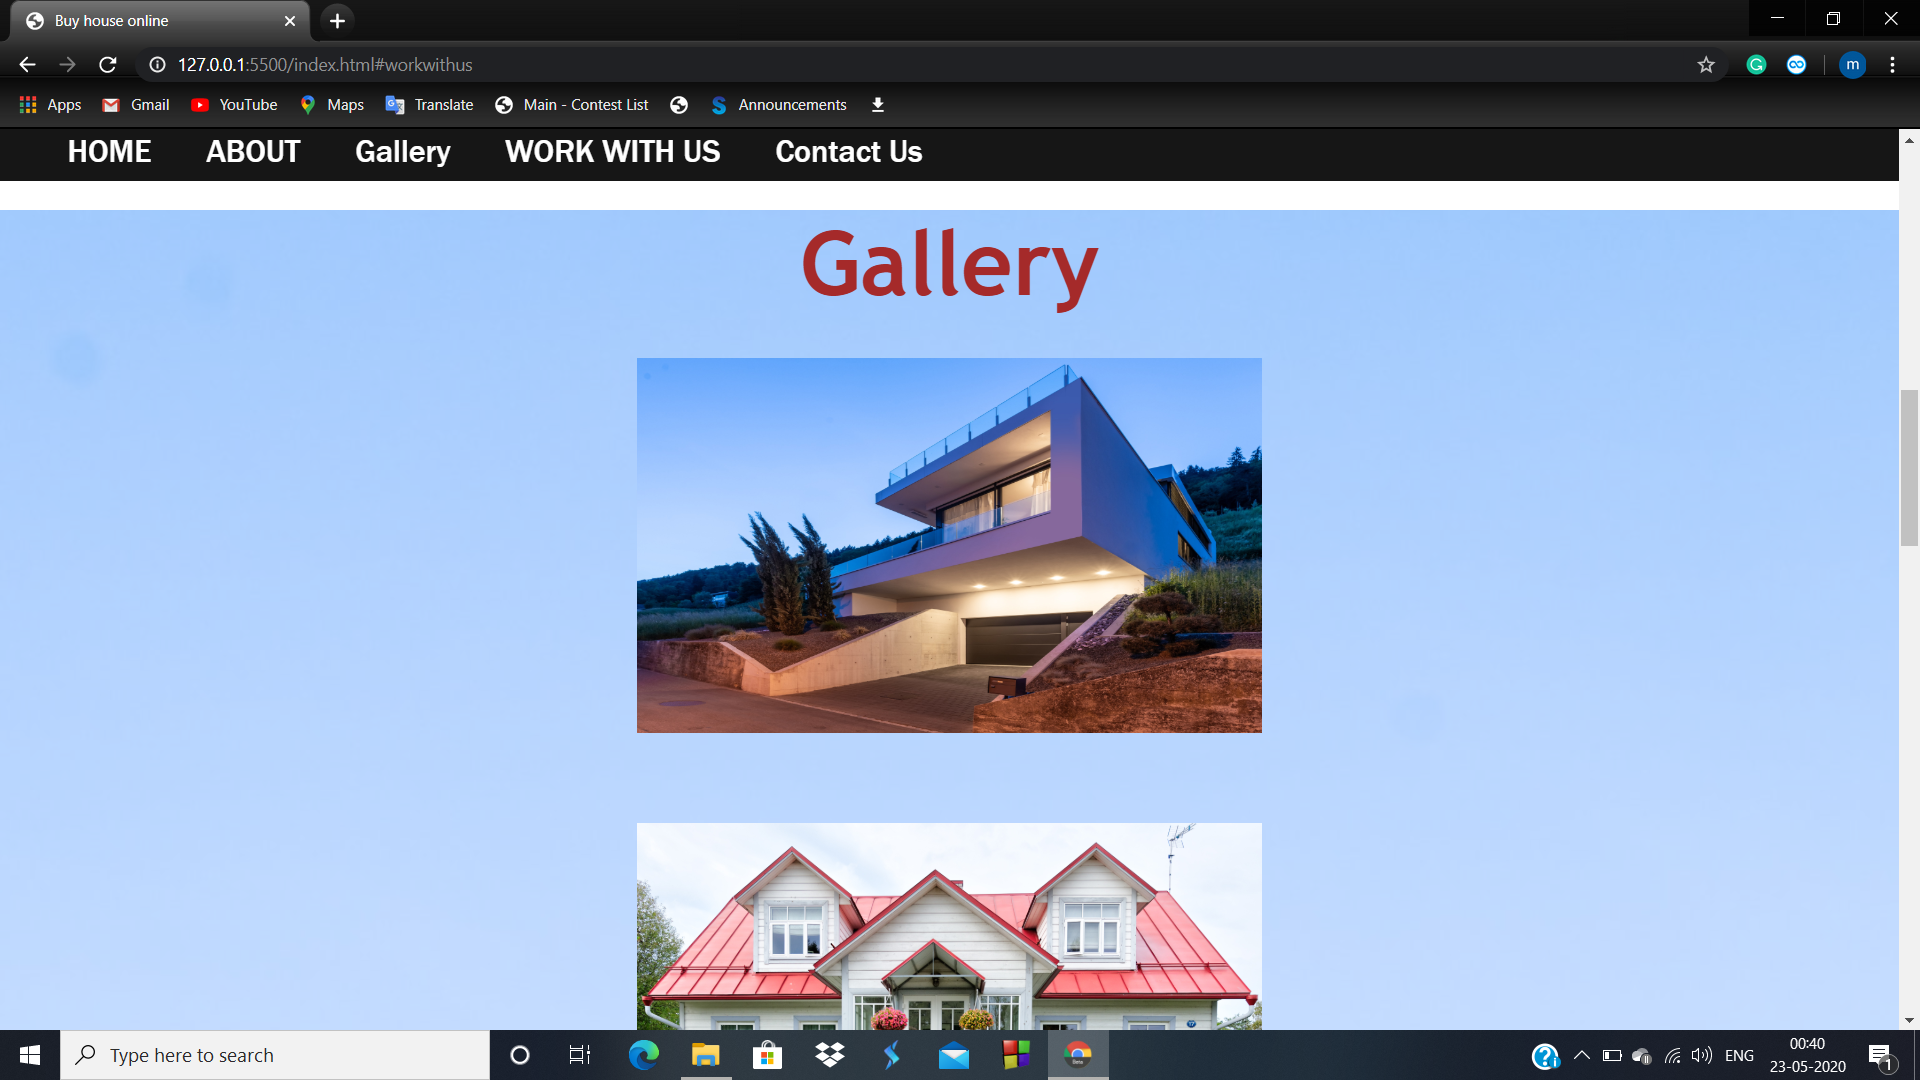 Buy house online
127.0.0.1:5500/index.html#workwithus
m
Apps Gmail YouTube Maps Translate Main - Contest List Announcements
HOME ABOUT Gallery WORK WITH US Contact Us
Gallery
Type here to search
ENG
00:40
23-05-2020
1